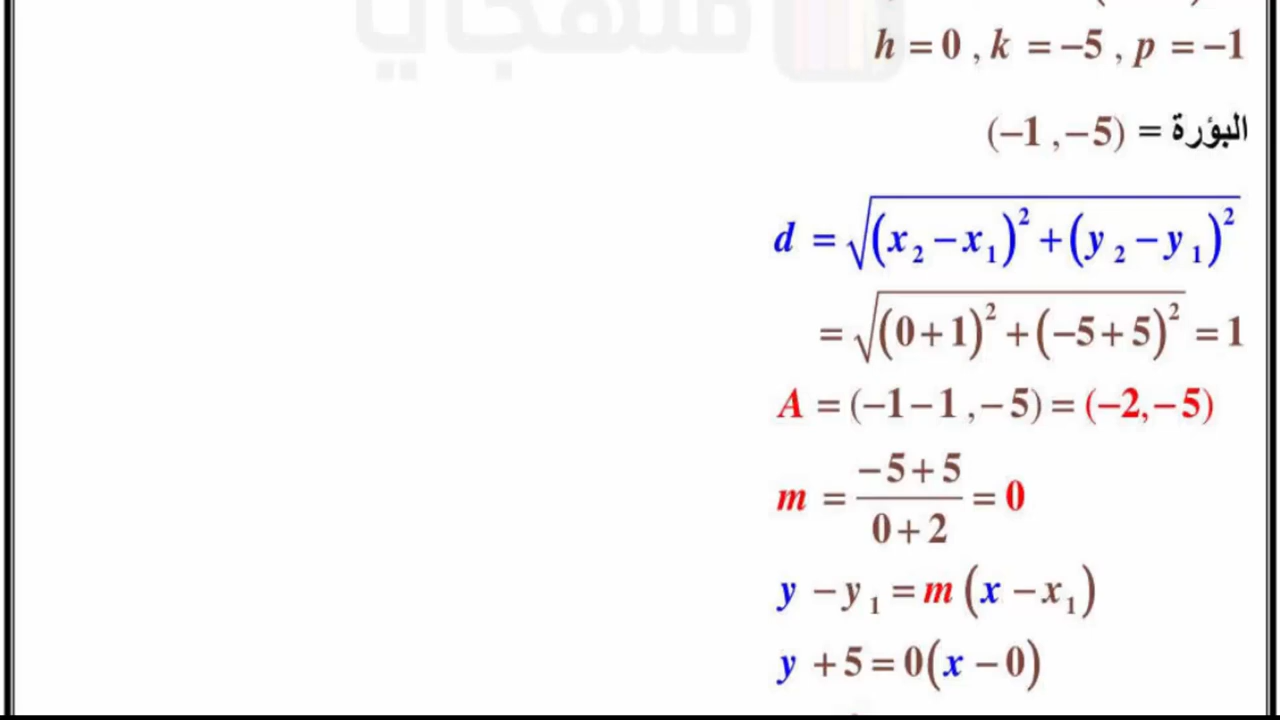 منهجايا
h = 0 , k = −5 , p = −1
البؤرة = (−1 , −5)
d = √((x₂ − x₁)² + (y₂ − y₁)²)
= √((0 + 1)² + (−5 + 5)²) = 1
A = (−1 − 1 , −5) = (−2, −5)
m = (−5 + 5)/(0 + 2) = 0
y − y₁ = m (x − x₁)
y + 5 = 0(x − 0)